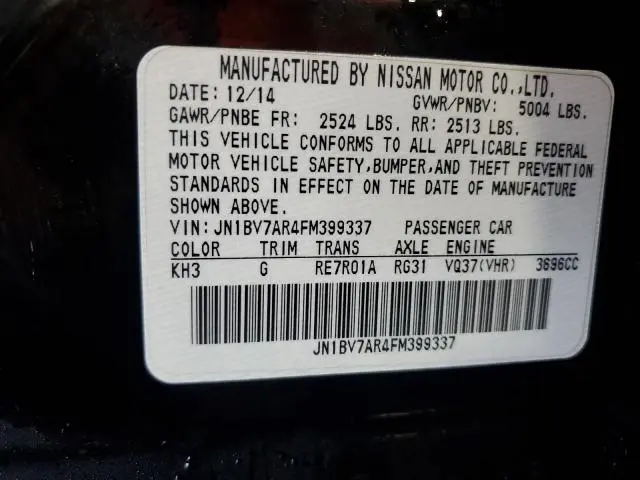 MANUFACTURED BY NISSAN MOTOR CO.,LTD.
DATE: 12/14 GVWR/PNBV: 5004 LBS.
GAWR/PNBE FR: 2524 LBS. RR: 2513 LBS.
THIS VEHICLE CONFORMS TO ALL APPLICABLE FEDERAL
MOTOR VEHICLE SAFETY,BUMPER,AND THEFT PREVENTION
STANDARDS IN EFFECT ON THE DATE OF MANUFACTURE
SHOWN ABOVE.
VIN:JN1BV7AR4FM399337 PASSENGER CAR
COLOR TRIM TRANS AXLE ENGINE
KH3 G RE7R01A RG31 VQ37(VHR) 3696CC
JN1BV7AR4FM399337